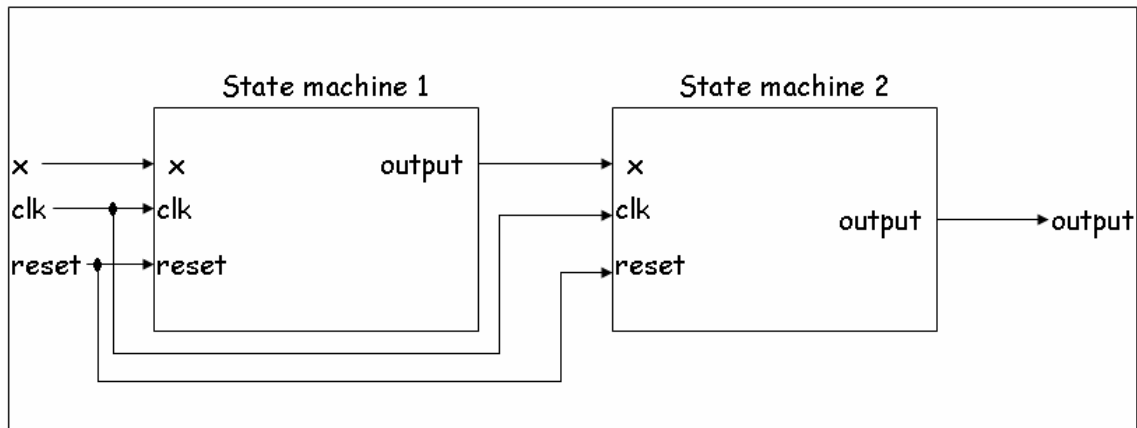 State machine 1
State machine 2
x
x
output
x
clk
clk
clk
output
output
reset
reset
reset